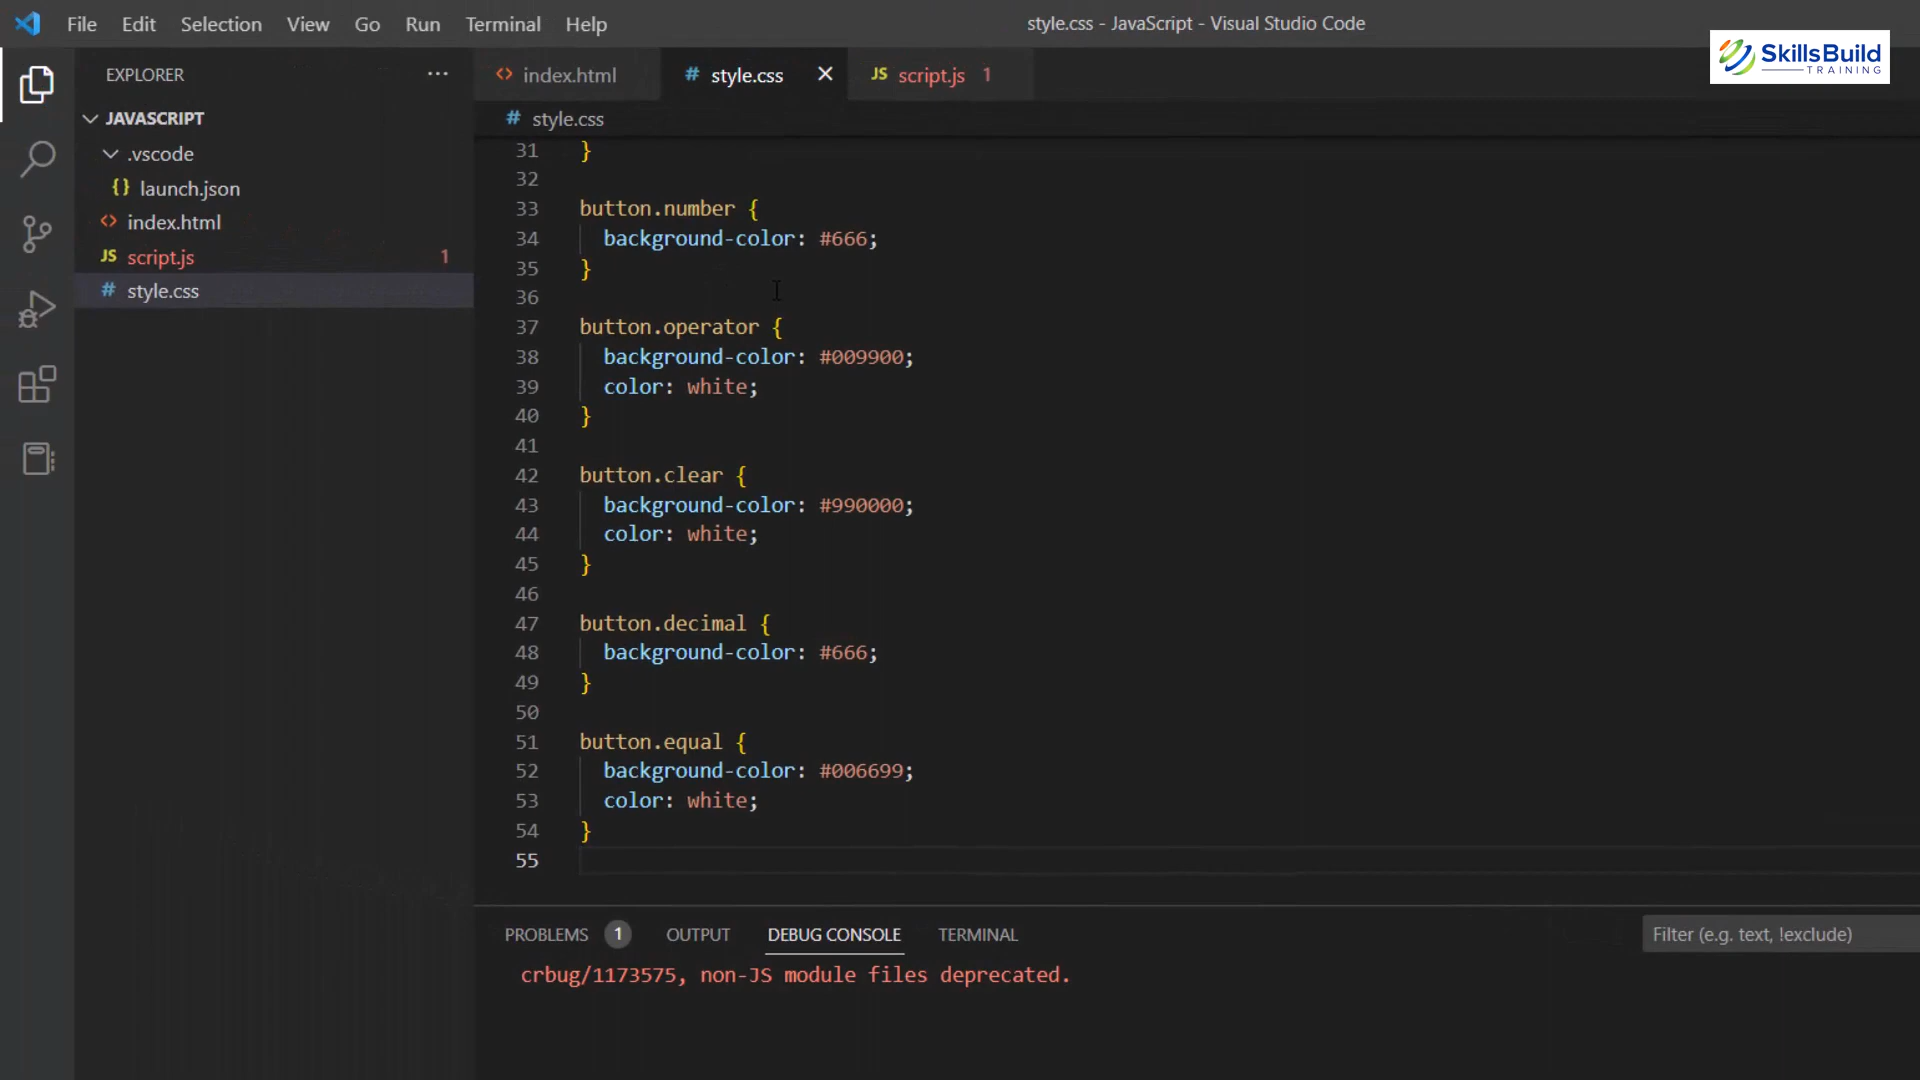 File Edit Selection View Go Run Terminal Help
style.css - JavaScript - Visual Studio Code
SkillsBuild
TRAINING
EXPLORER ...
JAVASCRIPT
.vscode
{} launch.json
<> index.html
JS script.js 1
# style.css
<> index.html # style.css × JS script.js 1
# style.css
31 }
32
33 button.number {
34 background-color: #666;
35 }
36
37 button.operator {
38 background-color: #009900;
39 color: white;
40 }
41
42 button.clear {
43 background-color: #990000;
44 color: white;
45 }
46
47 button.decimal {
48 background-color: #666;
49 }
50
51 button.equal {
52 background-color: #006699;
53 color: white;
54 }
55
PROBLEMS 1 OUTPUT DEBUG CONSOLE TERMINAL
Filter (e.g. text, !exclude)
crbug/1173575, non-JS module files deprecated.